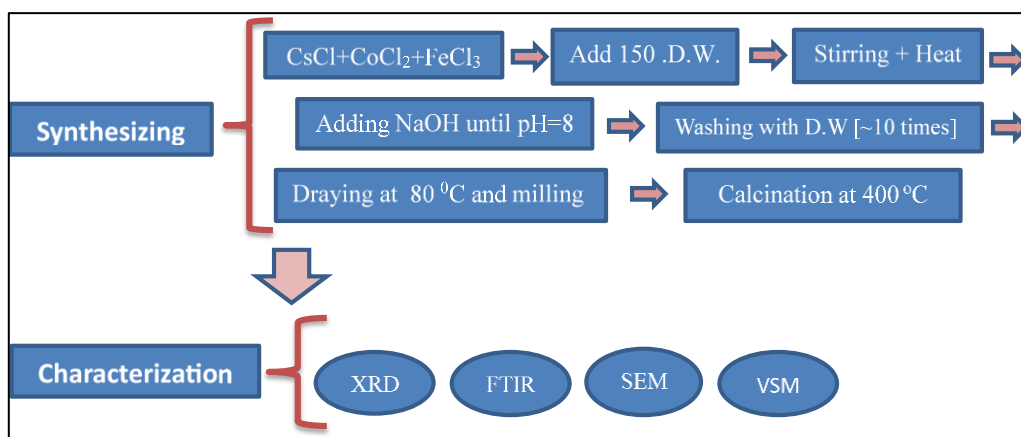 CsCl+CoCl₂+FeCl₃
Add 150 .D.W.
Stirring + Heat
Synthesizing
Adding NaOH until pH=8
Washing with D.W [~10 times]
Draying at 80 ⁰C and milling
Calcination at 400 ºC
Characterization
XRD
FTIR
SEM
VSM